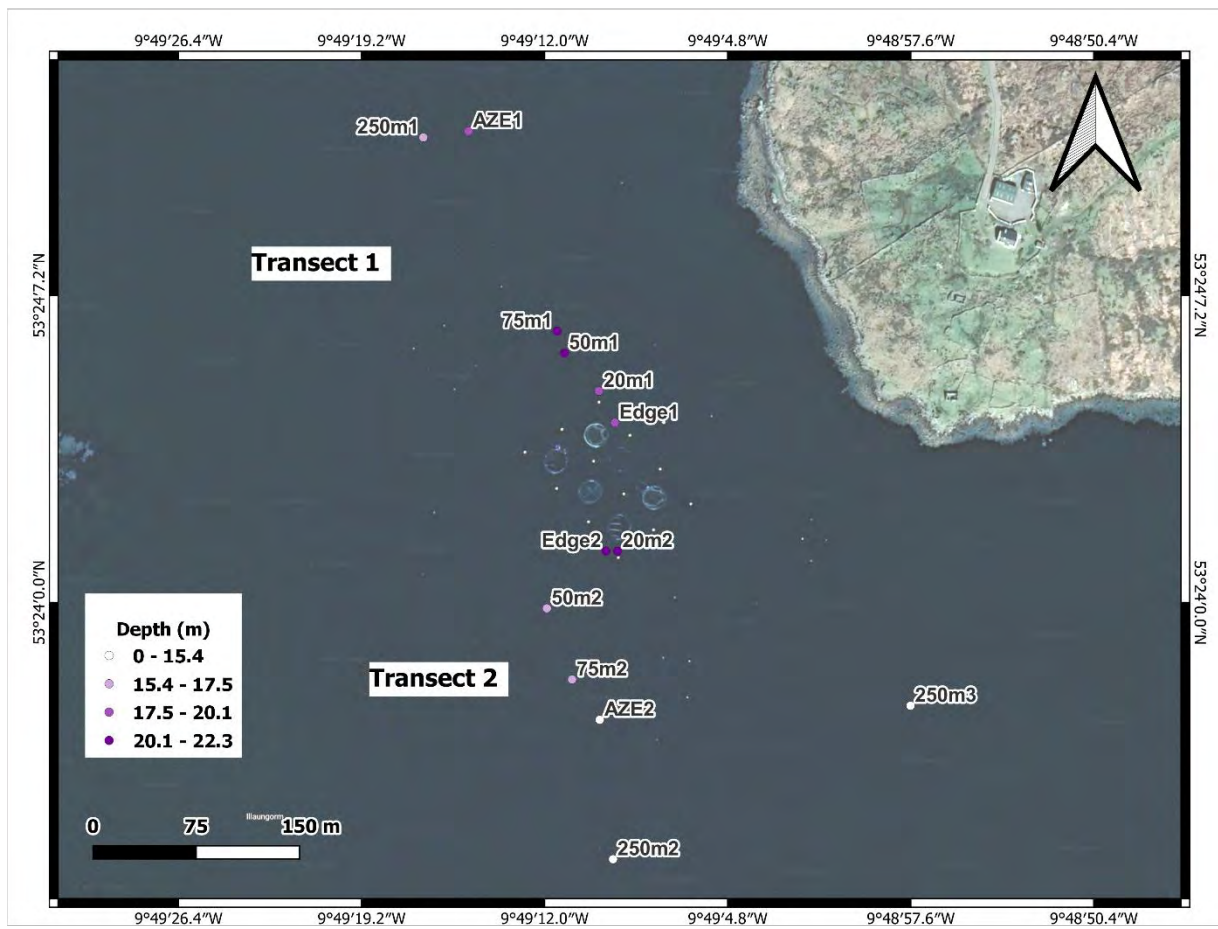 9°49′26.4″W 9°49′19.2″W 9°49′12.0″W 9°49′4.8″W 9°48′57.6″W 9°48′50.4″W
250m1 AZE1
Transect 1
53°24′7.2″N 53°24′7.2″N
75m1
50m1
20m1
Edge1
Edge2 20m2
53°24′0.0″N 53°24′0.0″N
50m2
Transect 2
75m2
AZE2
250m3
Depth (m)
0 - 15.4
15.4 - 17.5
17.5 - 20.1
20.1 - 22.3
Illaungorm
0 75 150 m
250m2
9°49′26.4″W 9°49′19.2″W 9°49′12.0″W 9°49′4.8″W 9°48′57.6″W 9°48′50.4″W